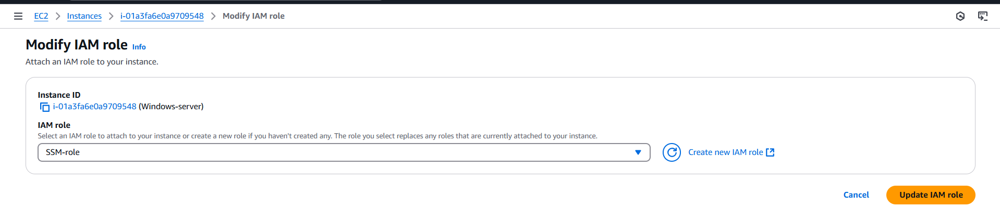 EC2 > Instances > i-01a3fa6e0a9709548 > Modify IAM role
Modify IAM role Info
Attach an IAM role to your instance.
Instance ID
i-01a3fa6e0a9709548 (Windows-server)
IAM role
Select an IAM role to attach to your instance or create a new role if you haven't created any. The role you select replaces any roles that are currently attached to your instance.
SSM-role
Create new IAM role
Cancel
Update IAM role